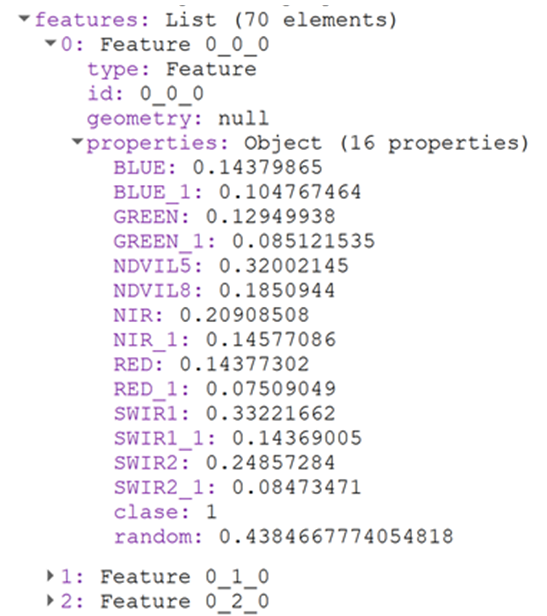 features: List (70 elements)
0: Feature 0_0_0
type: Feature
id: 0_0_0
geometry: null
properties: Object (16 properties)
BLUE: 0.14379865
BLUE_1: 0.104767464
GREEN: 0.12949938
GREEN_1: 0.085121535
NDVIL5: 0.32002145
NDVIL8: 0.1850944
NIR: 0.20908508
NIR_1: 0.14577086
RED: 0.14377302
RED_1: 0.07509049
SWIR1: 0.33221662
SWIR1_1: 0.14369005
SWIR2: 0.24857284
SWIR2_1: 0.08473471
clase: 1
random: 0.4384667774054818
1: Feature 0_1_0
2: Feature 0_2_0